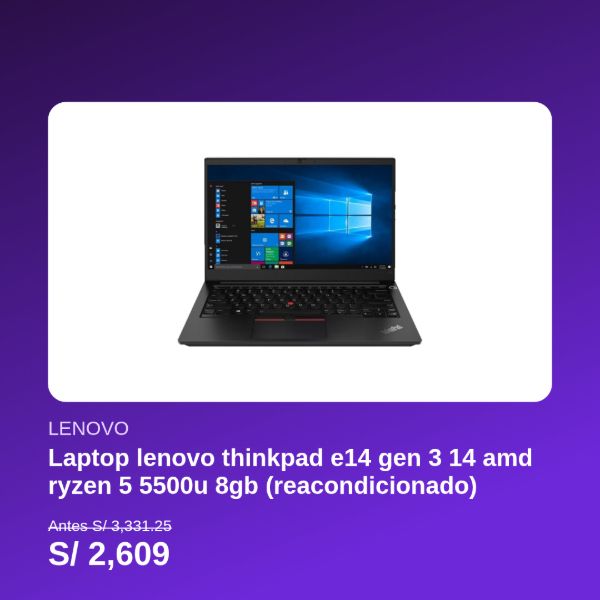 LENOVO
Laptop lenovo thinkpad e14 gen 3 14 amd
ryzen 5 5500u 8gb (reacondicionado)
Antes S/ 3,331.25
S/ 2,609